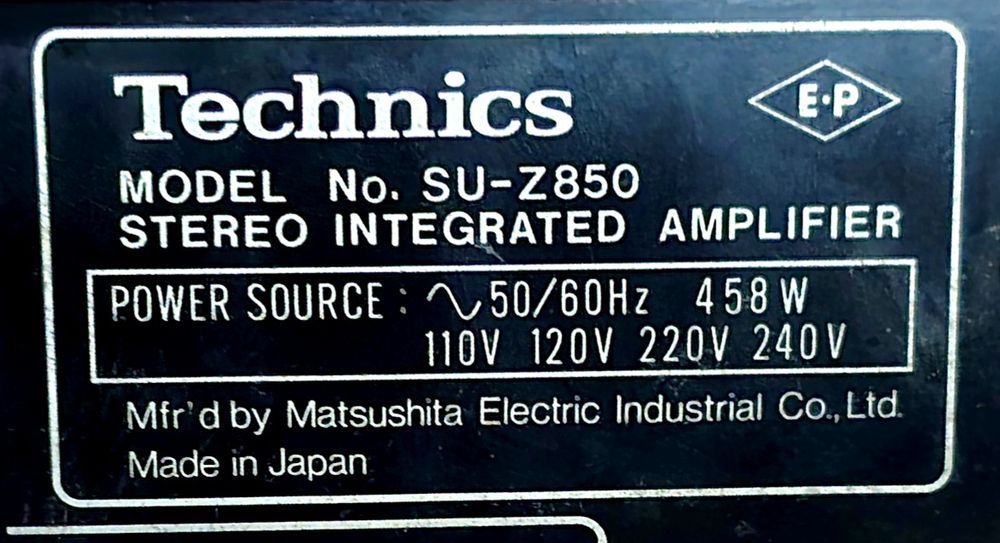 Technics E·P
MODEL No. SU-Z850
STEREO INTEGRATED AMPLIFIER
POWER SOURCE : ∿50/60Hz 458W
110V 120V 220V 240V
Mfr'd by Matsushita Electric Industrial Co., Ltd.
Made in Japan